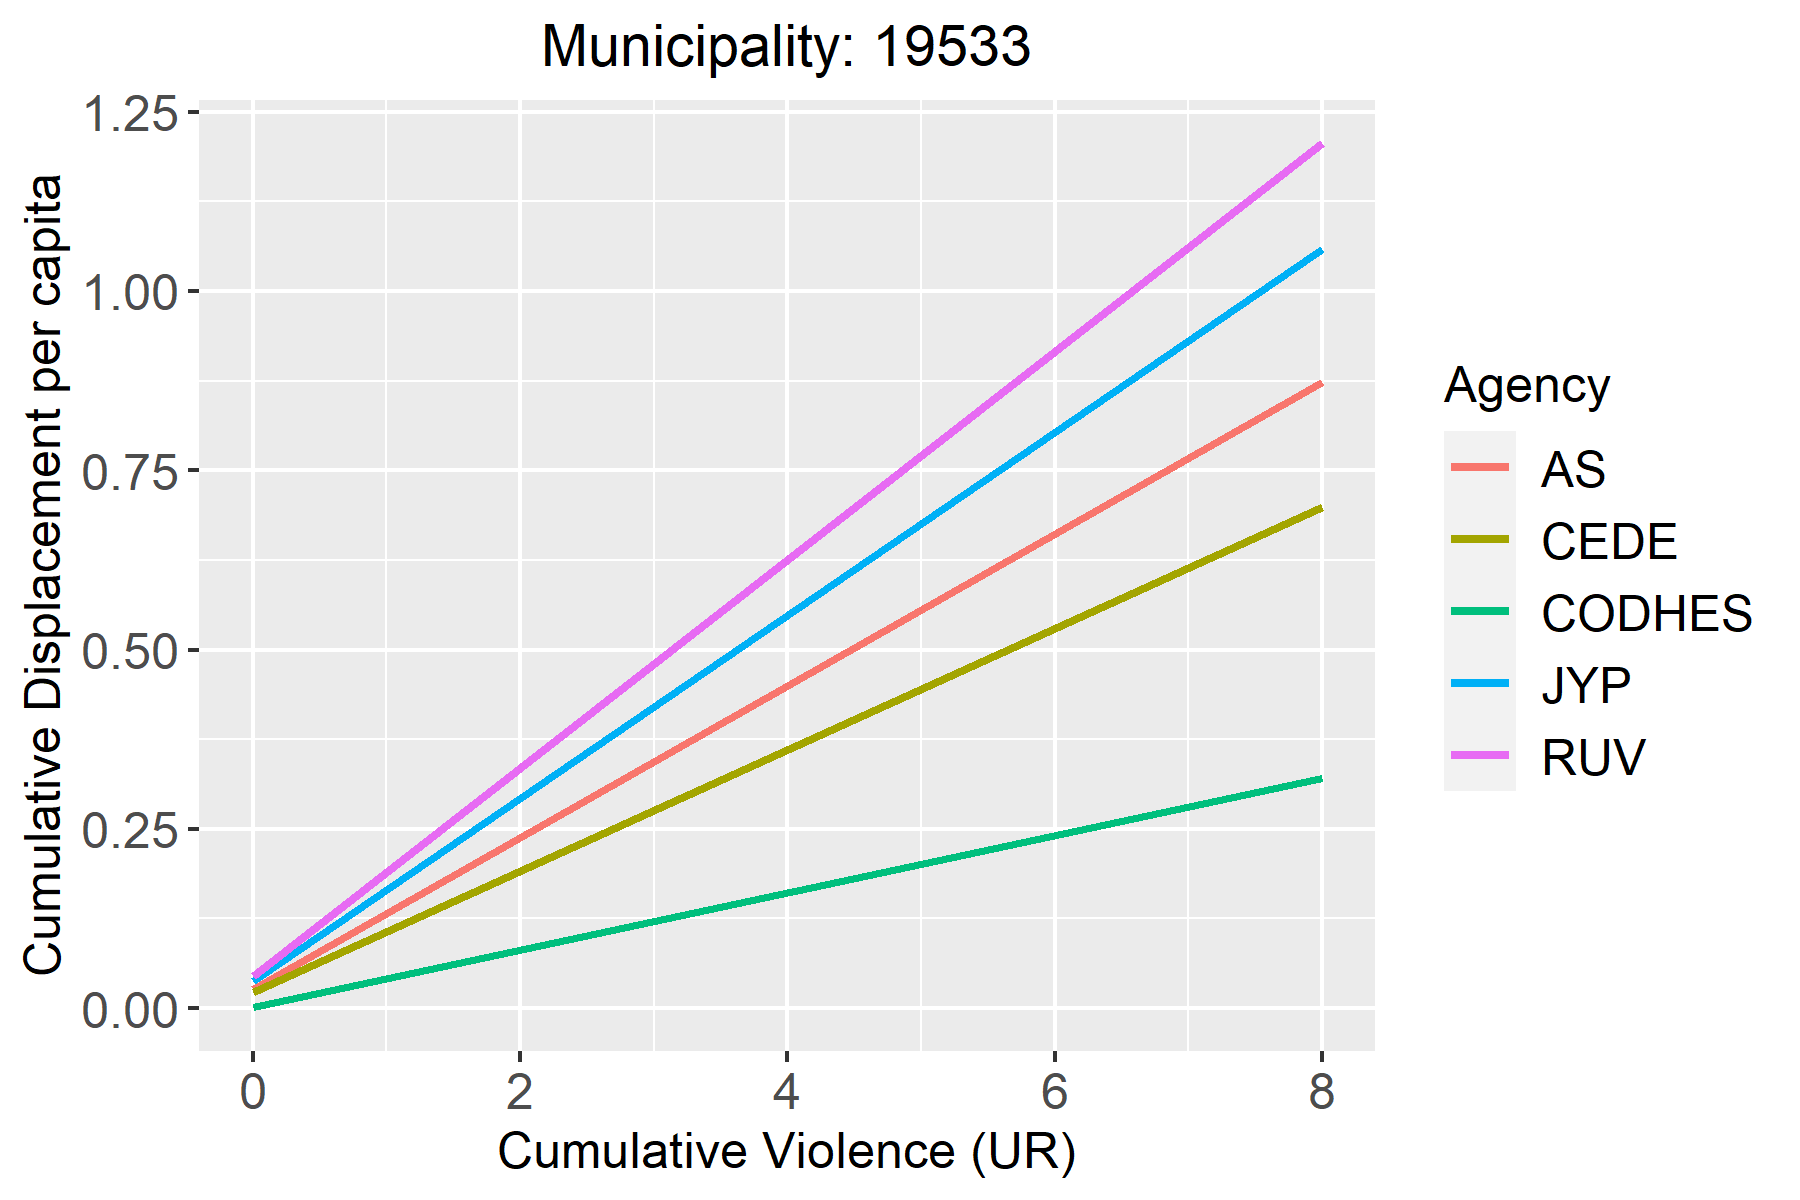 Municipality: 19533
Cumulative Displacement per capita
1.25
1.00
0.75
0.50
0.25
0.00
0 2 4 6 8
Cumulative Violence (UR)
Agency
AS
CEDE
CODHES
JYP
RUV